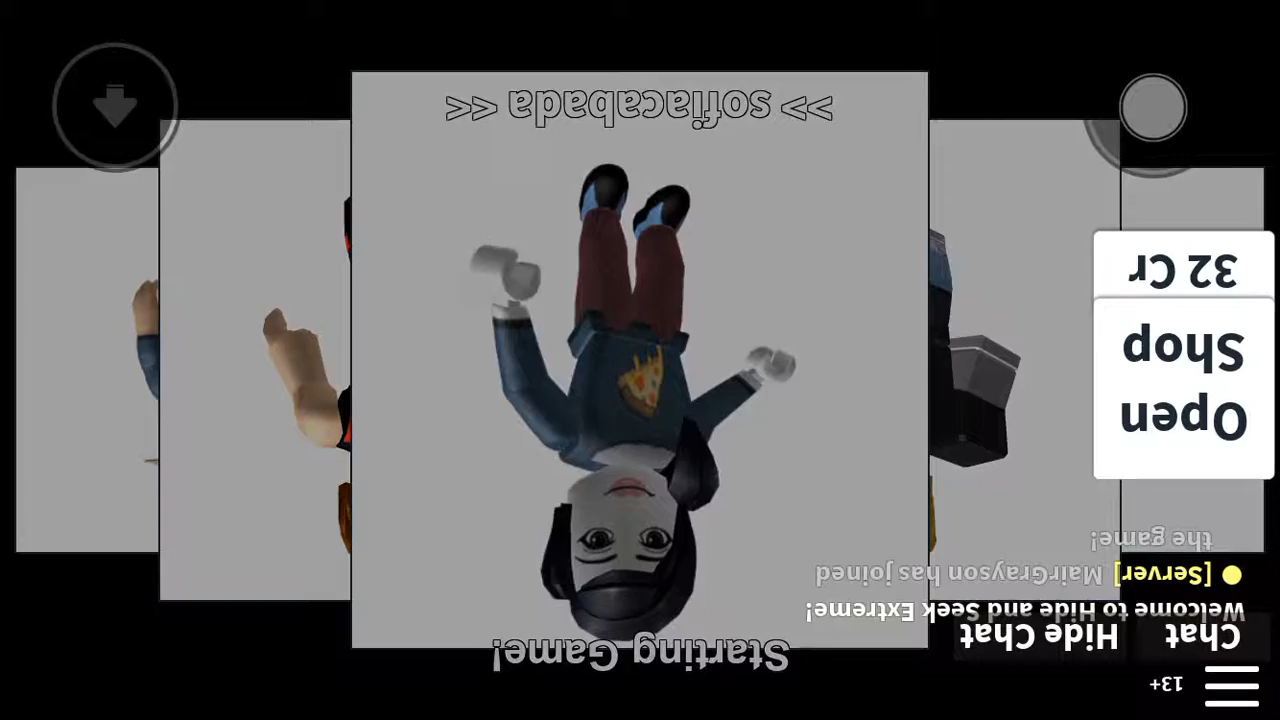 13+
Chat Hide Chat
Welcome to Hide and Seek Extreme!
[Server] MairGrayson has joined
the game!
Starting Game!
Open
Shop
32 Cr
>> sofiacabada <<